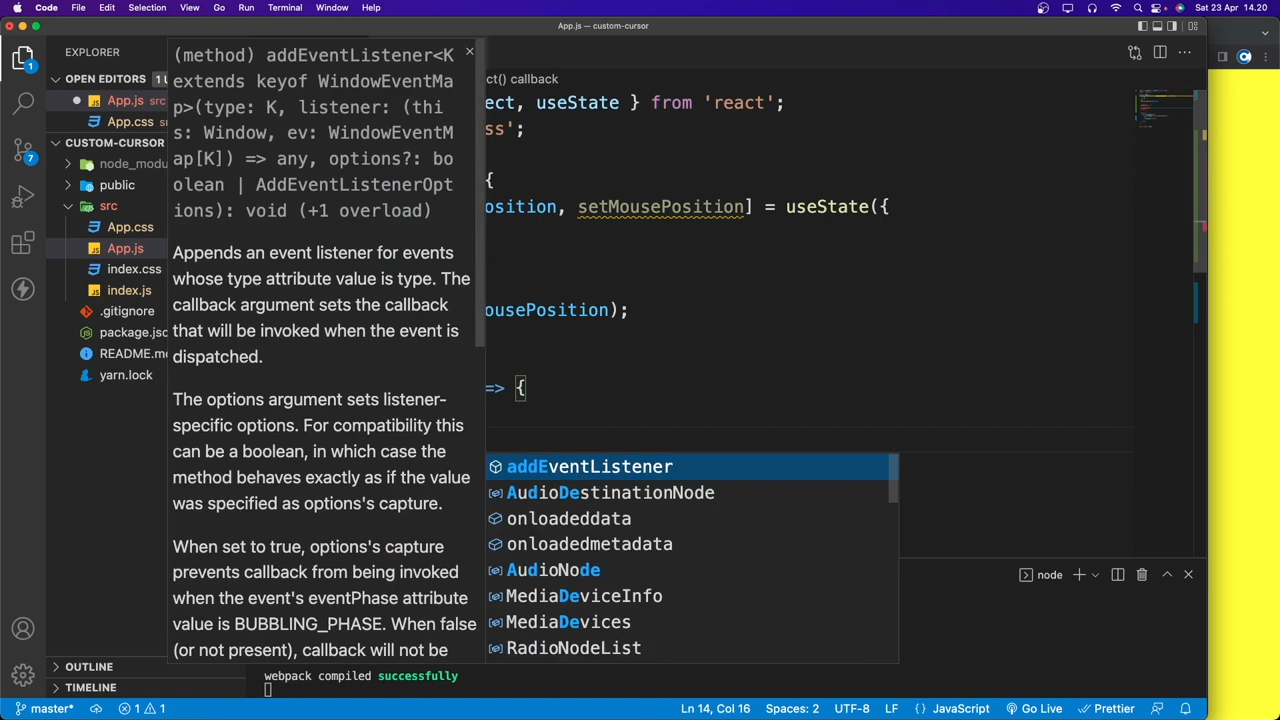 Code File Edit Selection View Go Run Terminal Window Help
Sat 23 Apr 14.20
App.js — custom-cursor
EXPLORER
OPEN EDITORS 1 U
App.js src
App.css
CUSTOM-CURSOR
node_modu
public
src
App.css
App.js
index.css
index.js
.gitignore
package.jsc
README.m
yarn.lock
OUTLINE
TIMELINE
1
7
(method) addEventListener<K
extends keyof WindowEventMa
p>(type: K, listener: (thi
s: Window, ev: WindowEventM
ap[K]) => any, options?: bo
olean | AddEventListenerOpt
ions): void (+1 overload)
Appends an event listener for events
whose type attribute value is type. The
callback argument sets the callback
that will be invoked when the event is
dispatched.
The options argument sets listener-
specific options. For compatibility this
can be a boolean, in which case the
method behaves exactly as if the value
was specified as options's capture.
When set to true, options's capture
prevents callback from being invoked
when the event's eventPhase attribute
value is BUBBLING_PHASE. When false
(or not present), callback will not be
ct() callback
ect, useState } from 'react';
ss';
{
osition, setMousePosition] = useState({
ousePosition);
=> {
addEventListener
AudioDestinationNode
onloadeddata
onloadedmetadata
AudioNode
MediaDeviceInfo
MediaDevices
RadioNodeList
node
webpack compiled successfully
master* 1 1 Ln 14, Col 16 Spaces: 2 UTF-8 LF {} JavaScript Go Live Prettier